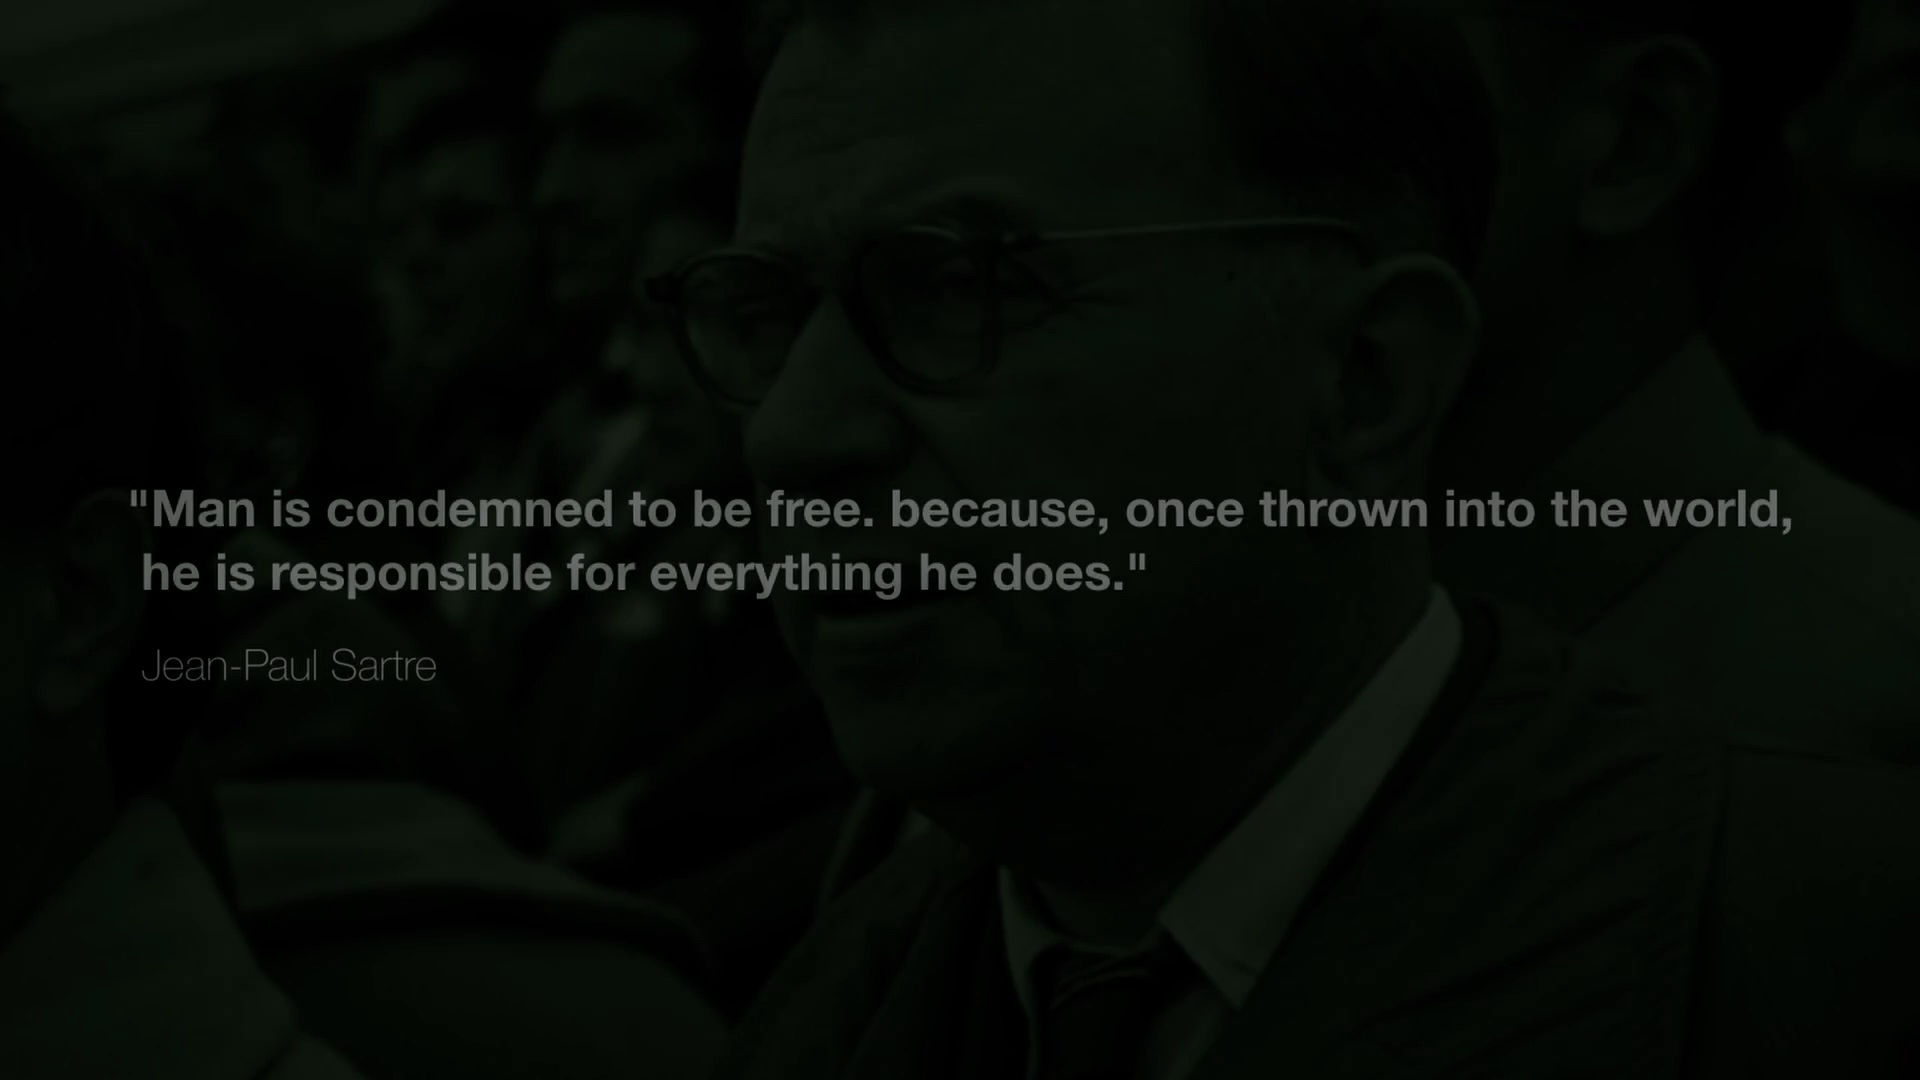 "Man is condemned to be free. because, once thrown into the world,
he is responsible for everything he does."
Jean-Paul Sartre